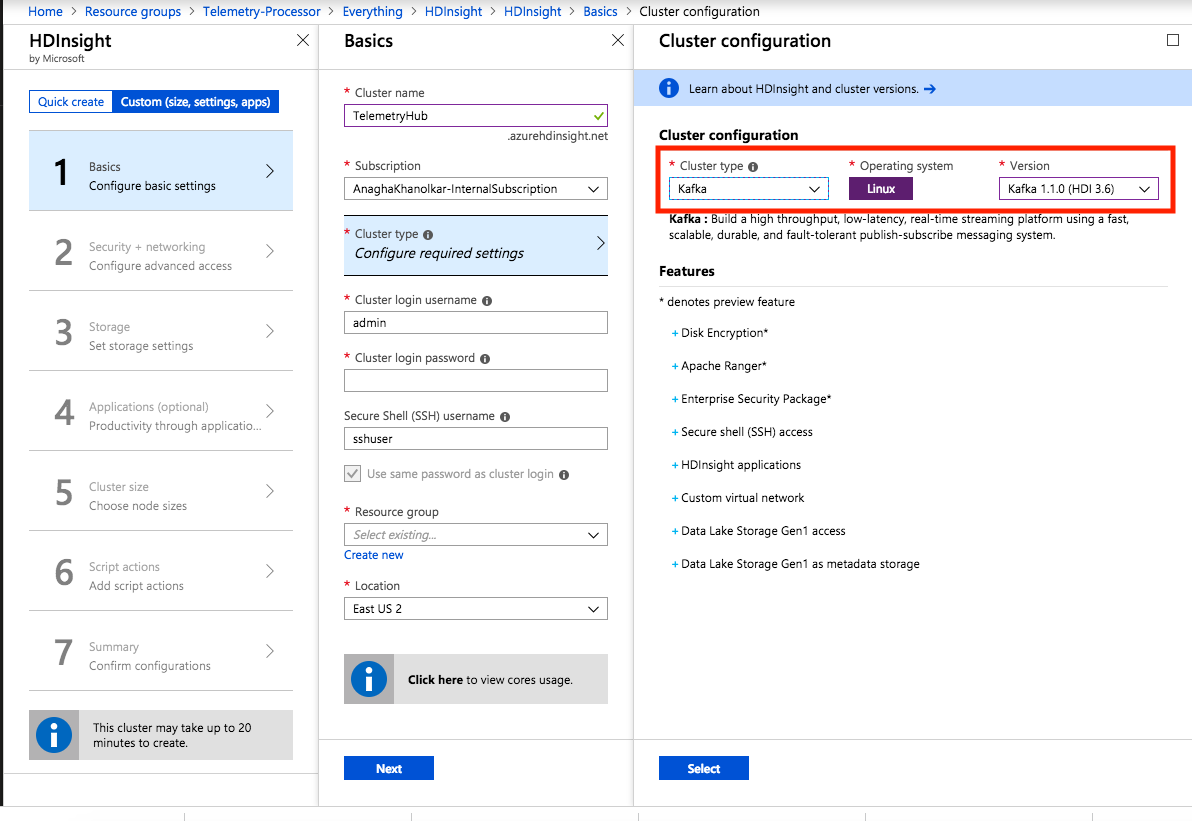 Home > Resource groups > Telemetry-Processor > Everything > HDInsight > HDInsight > Basics > Cluster configuration
HDInsight
by Microsoft
Quick create
Custom (size, settings, apps)
1
Basics
Configure basic settings
2
Security + networking
Configure advanced access
3
Storage
Set storage settings
4
Applications (optional)
Productivity through applicatio...
5
Cluster size
Choose node sizes
6
Script actions
Add script actions
7
Summary
Confirm configurations
This cluster may take up to 20
minutes to create.
Basics
* Cluster name
TelemetryHub
.azurehdinsight.net
* Subscription
AnaghaKhanolkar-InternalSubscription
* Cluster type
Configure required settings
* Cluster login username
admin
* Cluster login password
Secure Shell (SSH) username
sshuser
Use same password as cluster login
* Resource group
Select existing...
Create new
* Location
East US 2
Click here to view cores usage.
Next
Cluster configuration
Learn about HDInsight and cluster versions. →
Cluster configuration
* Cluster type
Kafka
* Operating system
Linux
* Version
Kafka 1.1.0 (HDI 3.6)
Kafka : Build a high throughput, low-latency, real-time streaming platform using a fast,
scalable, durable, and fault-tolerant publish-subscribe messaging system.
Features
* denotes preview feature
+ Disk Encryption*
+ Apache Ranger*
+ Enterprise Security Package*
+ Secure shell (SSH) access
+ HDInsight applications
+ Custom virtual network
+ Data Lake Storage Gen1 access
+ Data Lake Storage Gen1 as metadata storage
Select